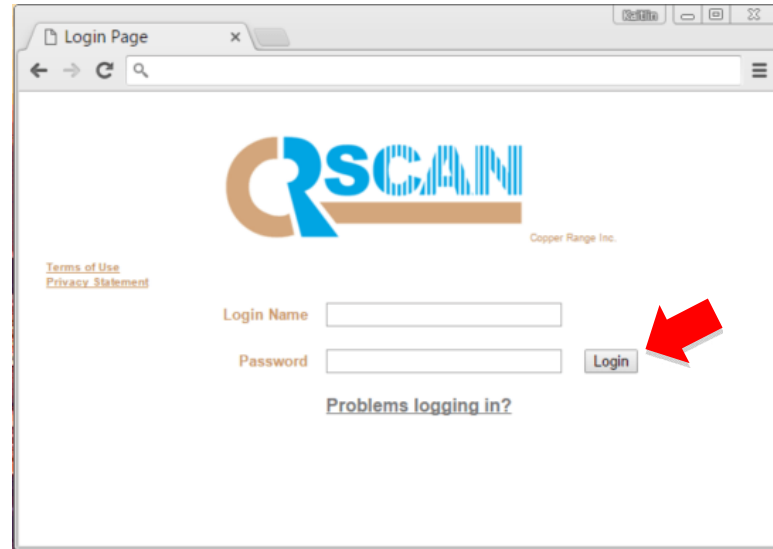 Login Page
CRSCAN
Copper Range Inc.
Terms of Use
Privacy Statement
Login Name
Password
Login
Problems logging in?